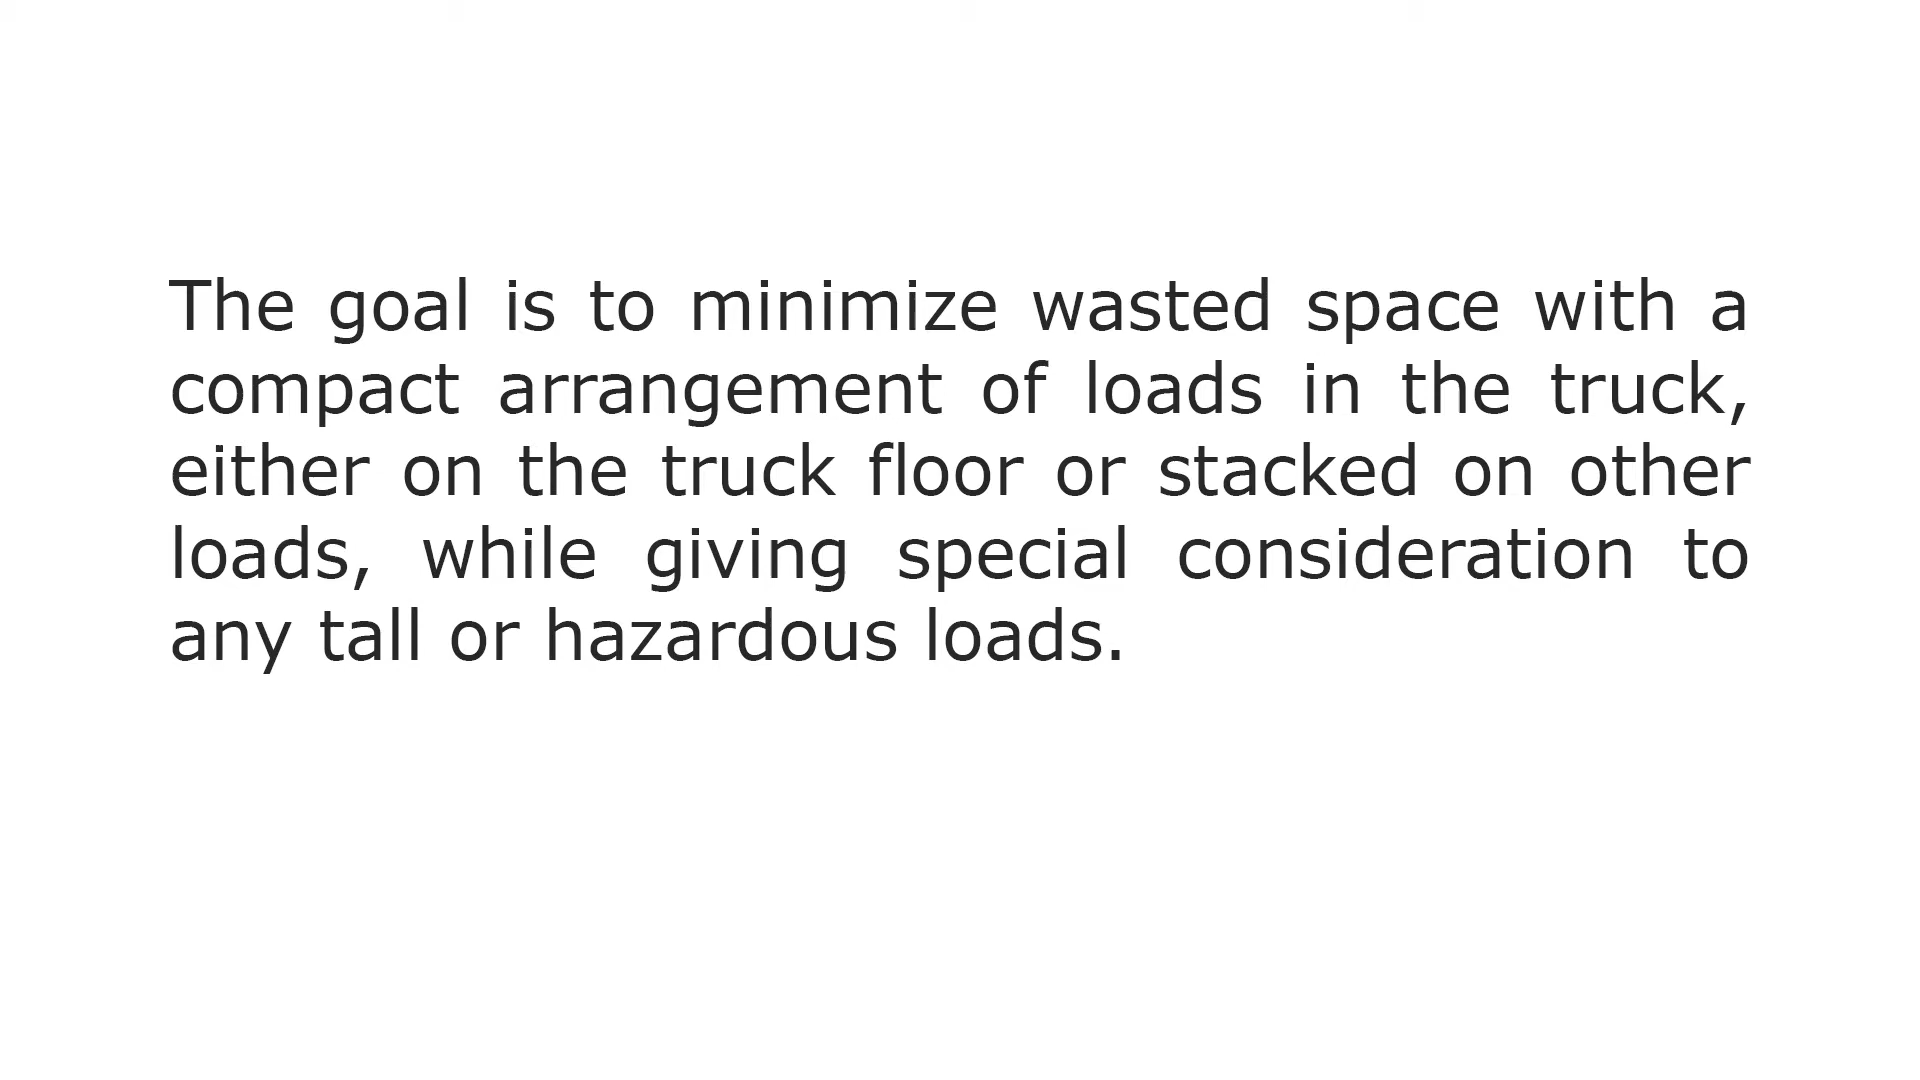 The goal is to minimize wasted space with a
compact arrangement of loads in the truck,
either on the truck floor or stacked on other
loads, while giving special consideration to
any tall or hazardous loads.